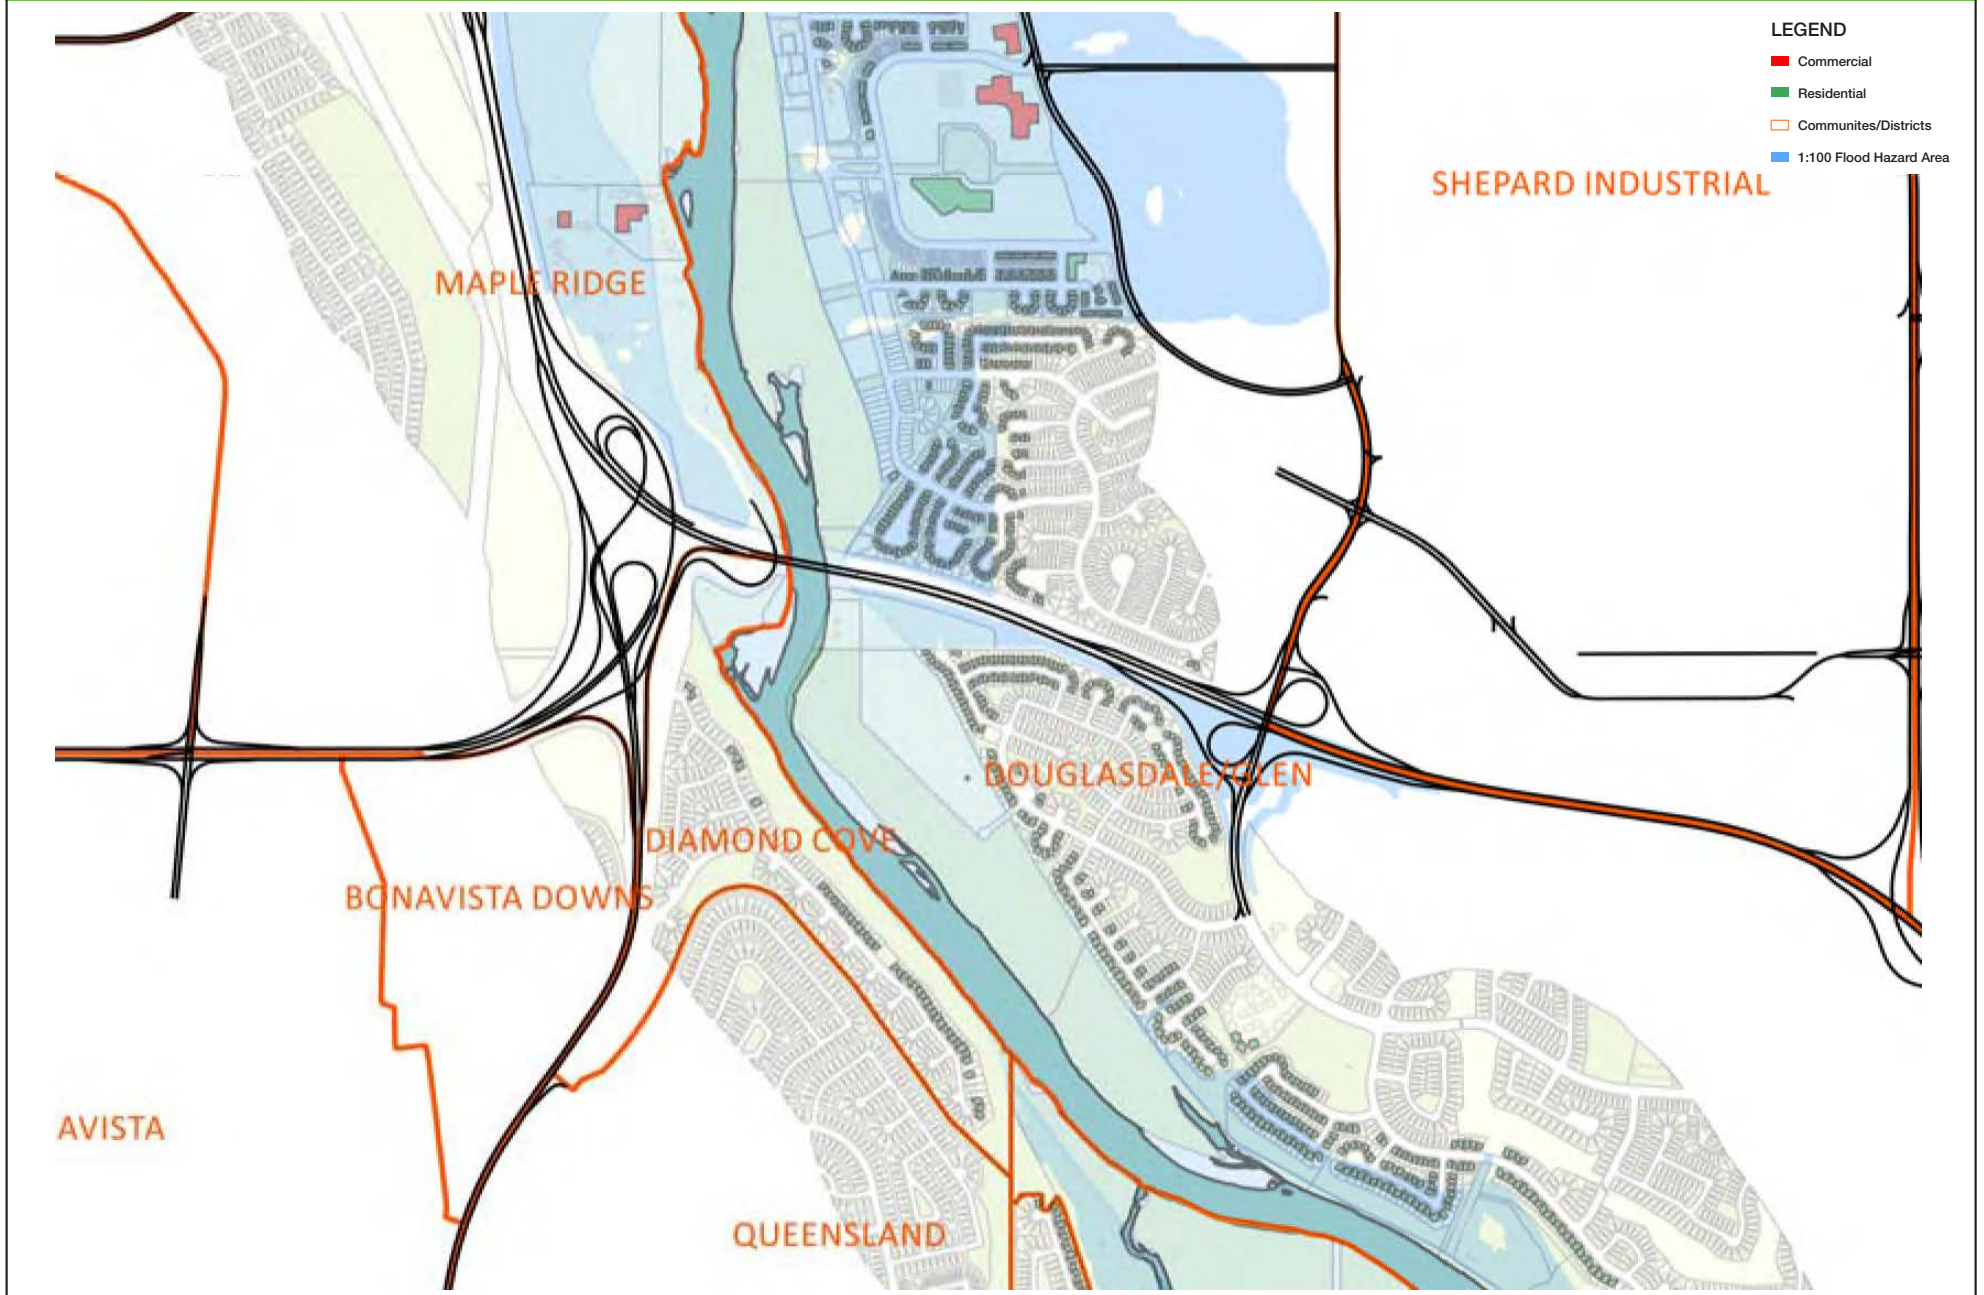 LEGEND
Commercial
Residential
Communites/Districts
1:100 Flood Hazard Area
SHEPARD INDUSTRIAL
MAPLE RIDGE
DOUGLASDALE/GLEN
DIAMOND COVE
BONAVISTA DOWNS
AVISTA
QUEENSLAND